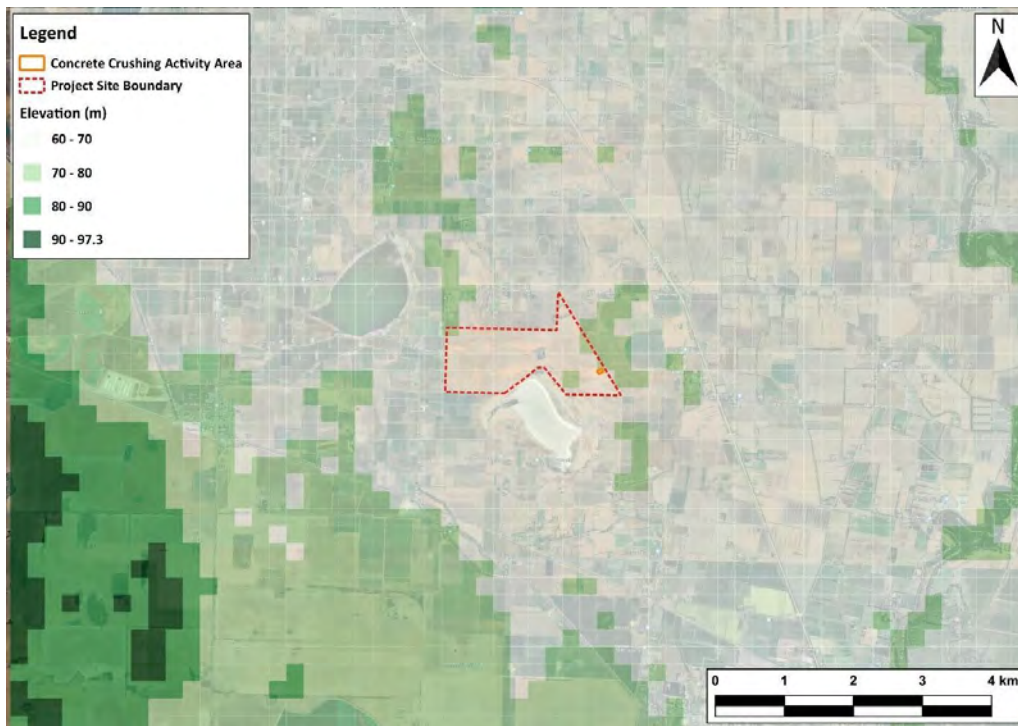 Legend
Concrete Crushing Activity Area
Project Site Boundary
Elevation (m)
60 - 70
70 - 80
80 - 90
90 - 97.3
N
0 1 2 3 4 km